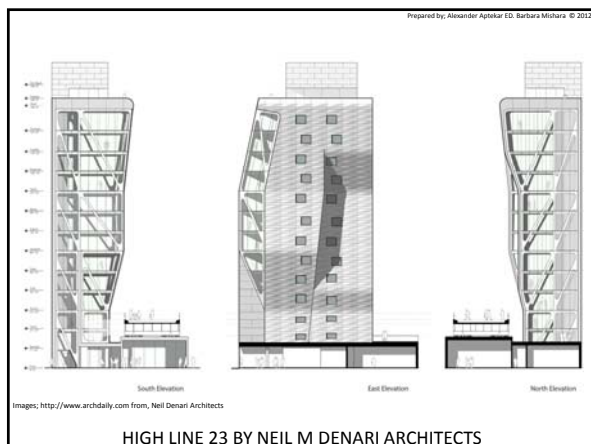 Prepared by; Alexander Aptekar ED. Barbara Mishara © 2012
South Elevation
East Elevation
North Elevation
Images; http://www.archdaily.com from, Neil Denari Architects
HIGH LINE 23 BY NEIL M DENARI ARCHITECTS